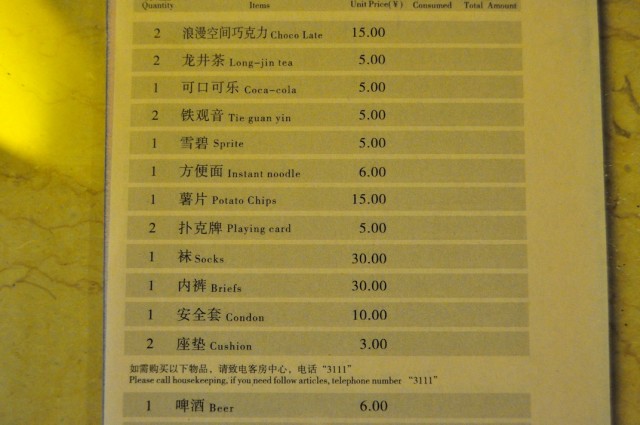 Quantity Items Unit Price(¥) Consumed Total Amount
2 浪漫空间巧克力 Choco Late 15.00
2 龙井茶 Long-jin tea 5.00
1 可口可乐 Coca-cola 5.00
2 铁观音 Tie guan yin 5.00
1 雪碧 Sprite 5.00
1 方便面 Instant noodle 6.00
1 薯片 Potato Chips 15.00
2 扑克牌 Playing card 5.00
1 袜 Socks 30.00
1 内裤 Briefs 30.00
1 安全套 Condon 10.00
2 座垫 Cushion 3.00
如需购买以下物品，请致电客房中心，电话“3111”
Please call housekeeping, if you need follow articles, telephone number “3111”
1 啤酒 Beer 6.00